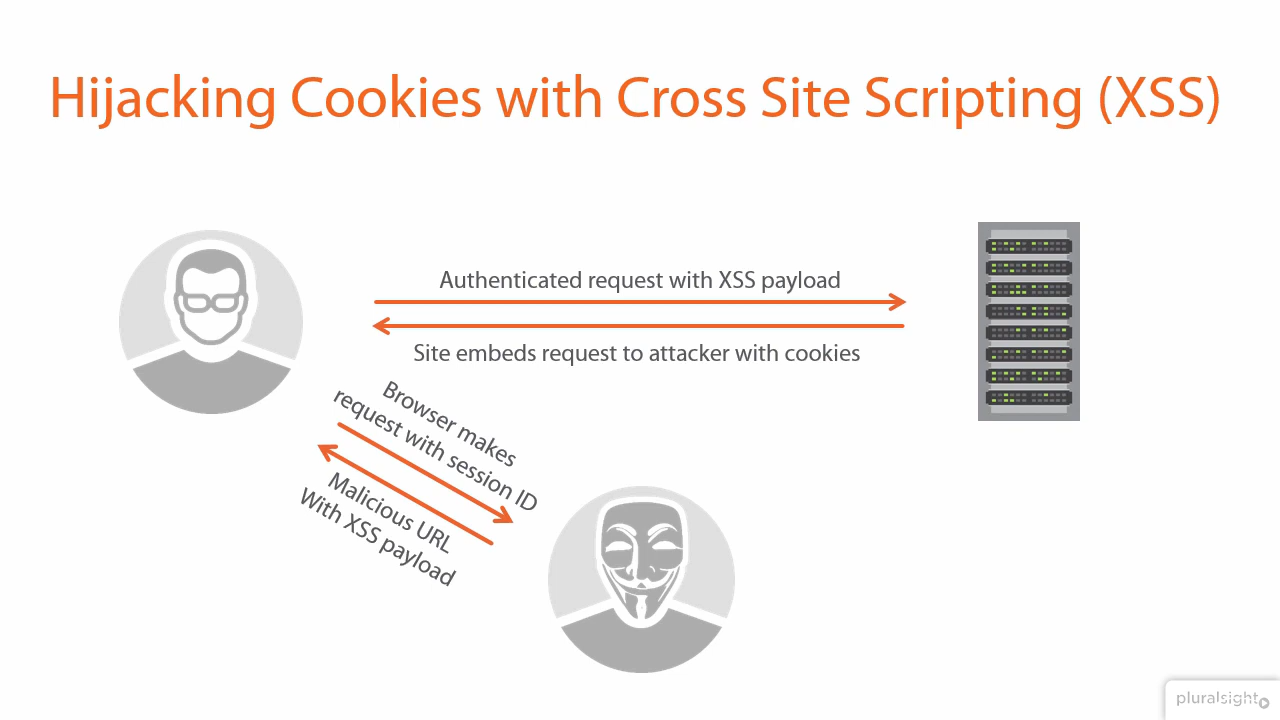 Hijacking Cookies with Cross Site Scripting (XSS)
Authenticated request with XSS payload
Site embeds request to attacker with cookies
Browser makes
request with session ID
Malicious URL
With XSS payload
pluralsight